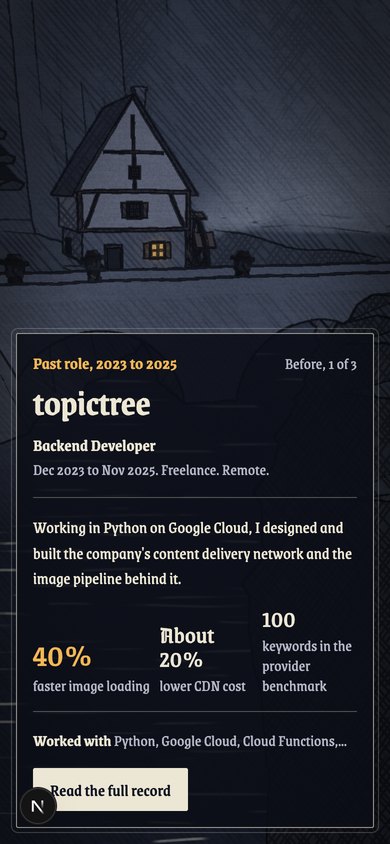 Past role, 2023 to 2025
Before, 1 of 3
topictree
Backend Developer
Dec 2023 to Nov 2025. Freelance. Remote.
Working in Python on Google Cloud, I designed and
built the company's content delivery network and the
image pipeline behind it.
40%
faster image loading
About
20%
lower CDN cost
100
keywords in the
provider
benchmark
Worked with Python, Google Cloud, Cloud Functions,...
Read the full record
N